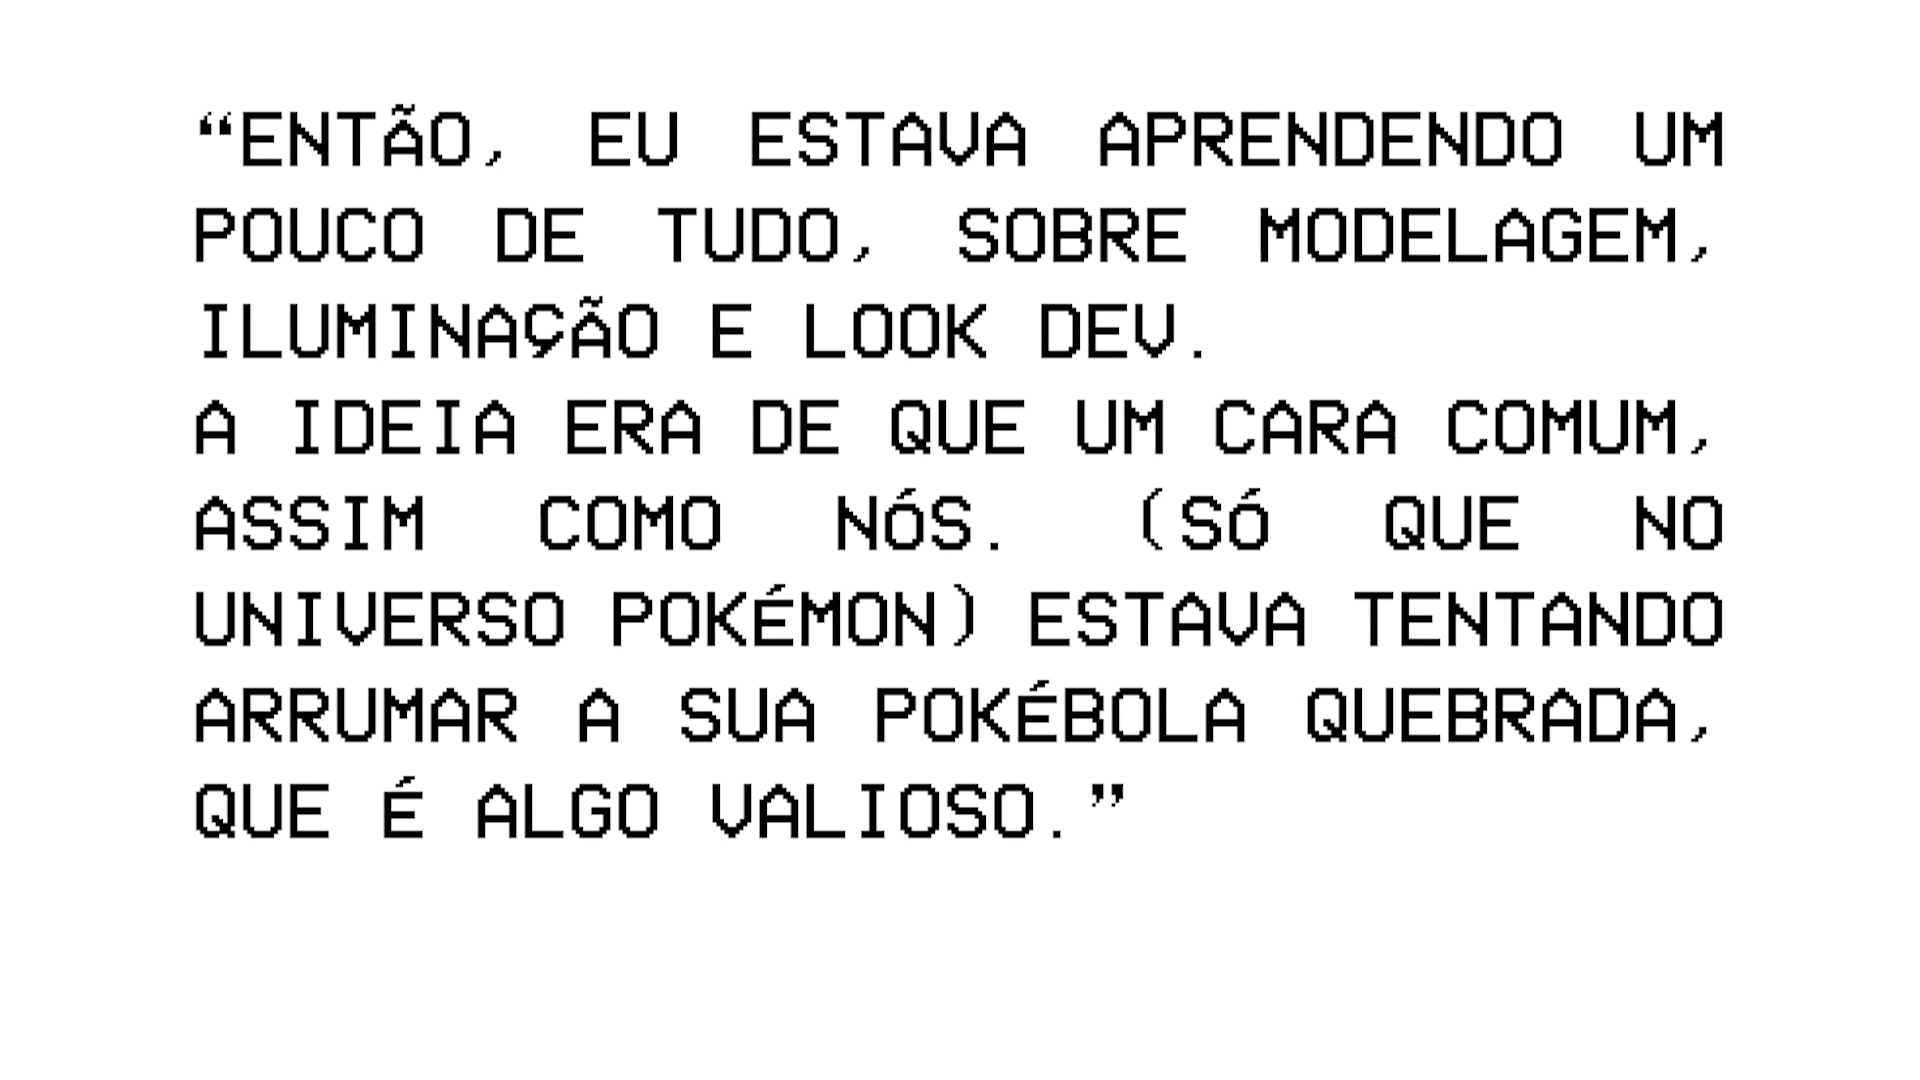 “ENTÃO, EU ESTAVA APRENDENDO UM
POUCO DE TUDO, SOBRE MODELAGEM,
ILUMINAÇÃO E LOOK DEV.
A IDEIA ERA DE QUE UM CARA COMUM,
ASSIM COMO NÓS. (SÓ QUE NO
UNIVERSO POKÉMON) ESTAVA TENTANDO
ARRUMAR A SUA POKÉBOLA QUEBRADA,
QUE É ALGO VALIOSO.”